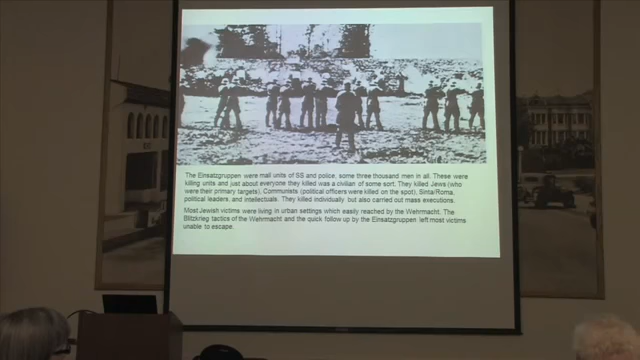 The Einsatzgruppen were mall units of SS and police, some three thousand men in all. These were
killing units and just about everyone they killed was a civilian of some sort. They killed Jews (who
were their primary targets), Communists (political officers were killed on the spot), Sinta/Roma,
political leaders, and intellectuals. They killed individually but also carried out mass executions.
Most Jewish victims were living in urban settings which easily reached by the Wehrmacht. The
Blitzkrieg tactics of the Wehrmacht and the quick follow up by the Einsatzgruppen left most victims
unable to escape.